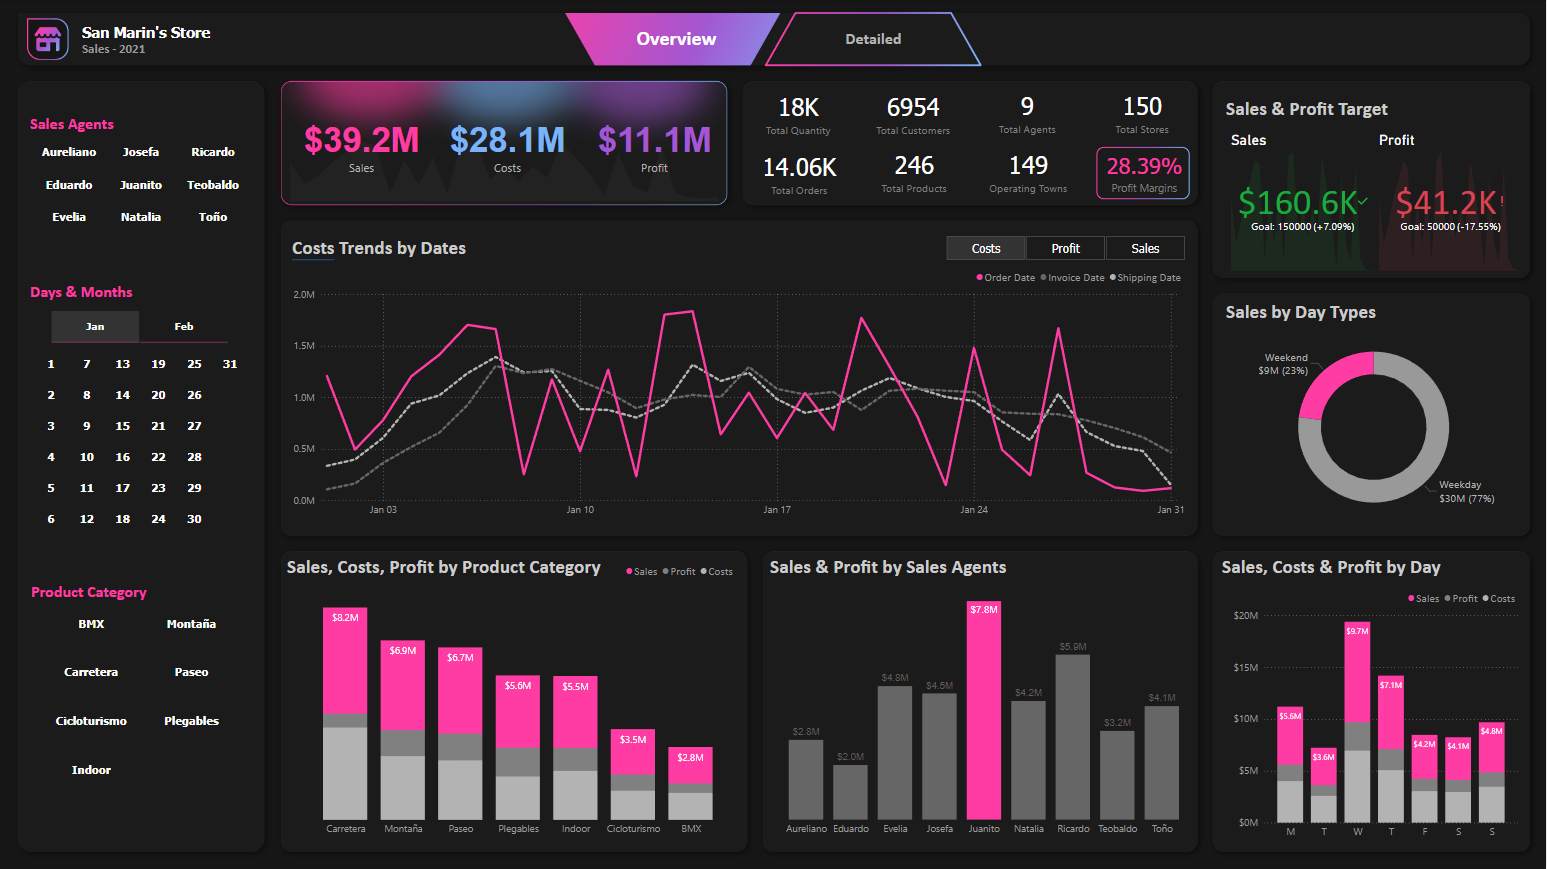 San Marin's Store
Sales - 2021
Overview
Detailed
Sales Agents
Aureliano Josefa Ricardo
Eduardo Juanito Teobaldo
Evelia Natalia Toño
Days & Months
Jan Feb
1 7 13 19 25 31
2 8 14 20 26
3 9 15 21 27
4 10 16 22 28
5 11 17 23 29
6 12 18 24 30
Product Category
BMX Montaña
Carretera Paseo
Cicloturismo Plegables
Indoor
$39.2M $28.1M $11.1M
Sales Costs Profit
18K 6954 9 150
Total Quantity Total Customers Total Agents Total Stores
14.06K 246 149 28.39%
Total Orders Total Products Operating Towns Profit Margins
Sales & Profit Target
Sales Profit
$160.6K $41.2K!
Goal: 150000 (+7.09%) Goal: 50000 (-17.55%)
Costs Trends by Dates
Costs Profit Sales
Order Date Invoice Date Shipping Date
2.0M
1.5M
1.0M
0.5M
0.0M
Jan 03 Jan 10 Jan 17 Jan 24 Jan 31
Sales by Day Types
Weekend
$9M (23%)
Weekday
$30M (77%)
Sales, Costs, Profit by Product Category
Sales Profit Costs
$8.2M $6.9M $6.7M $5.6M $5.5M $3.5M $2.8M
Carretera Montaña Paseo Plegables Indoor Cicloturismo BMX
Sales & Profit by Sales Agents
$2.8M $2.0M $4.8M $4.5M $7.8M $4.2M $5.9M $3.2M $4.1M
Aureliano Eduardo Evelia Josefa Juanito Natalia Ricardo Teobaldo Toño
Sales, Costs & Profit by Day
Sales Profit Costs
$20M
$15M
$10M
$5M
$0M
$5.6M $3.6M $9.7M $7.1M $4.2M $4.1M $4.8M
M T W T F S S